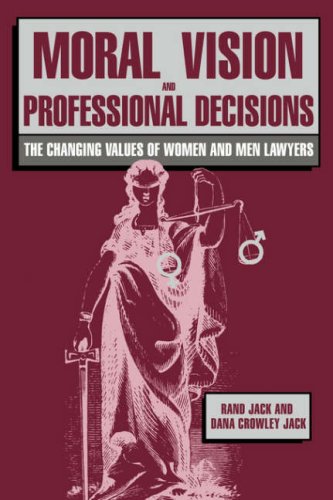 MORAL VISION
AND
PROFESSIONAL DECISIONS
THE CHANGING VALUES OF WOMEN AND MEN LAWYERS
RAND JACK AND
DANA CROWLEY JACK